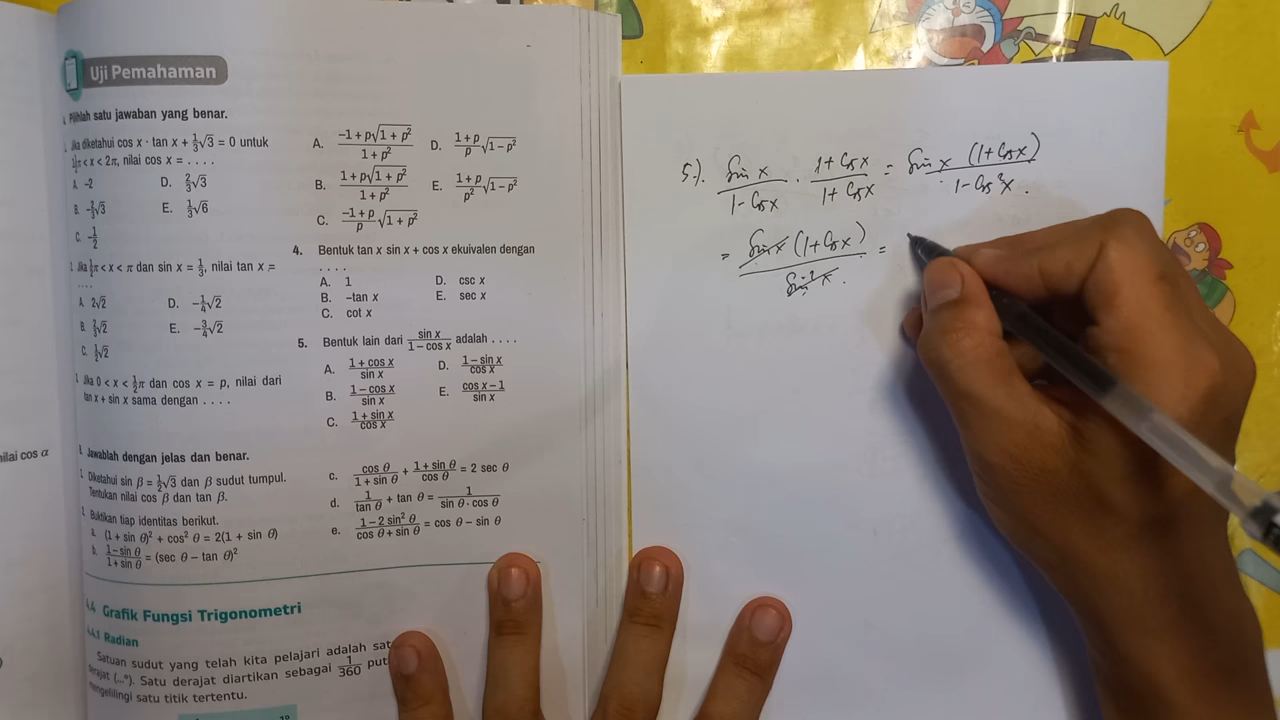 Uji Pemahaman
Pilihlah satu jawaban yang benar.
Jika diketahui cos x · tan x + 1/3√3 = 0 untuk
< x < 2π, nilai cos x = . . . .
A. -2
D. 2/3√3
B. -2/3√3
E. 1/3√6
C. -1/2
Jika 1/2π < x < π dan sin x = 1/3, nilai tan x =
. . . .
A. 2√2
D. -1/4√2
B. 2/3√2
E. -3/4√2
C. 1/2√2
Jika 0 < x < 1/2π dan cos x = p, nilai dari
tan x + sin x sama dengan . . . .
A. (-1 + p√(1 + p²))/(1 + p²)
D. (1 + p)/p √(1 - p²)
B. (1 + p√(1 + p²))/(1 + p²)
E. (1 + p)/p² √(1 - p²)
C. (-1 + p)/p √(1 + p²)
4. Bentuk tan x sin x + cos x ekuivalen dengan
. . . .
A. 1
D. csc x
B. -tan x
E. sec x
C. cot x
5. Bentuk lain dari sin x/(1 - cos x) adalah . . . .
A. (1 + cos x)/sin x
D. (1 - sin x)/cos x
B. (1 - cos x)/sin x
E. (cos x - 1)/sin x
C. (1 + sin x)/cos x
Jawablah dengan jelas dan benar.
Diketahui sin β = 1/2√3 dan β sudut tumpul.
Tentukan nilai cos β dan tan β.
Buktikan tiap identitas berikut.
a. (1 + sin θ)² + cos² θ = 2(1 + sin θ)
b. (1 - sin θ)/(1 + sin θ) = (sec θ - tan θ)²
c. cos θ/(1 + sin θ) + (1 + sin θ)/cos θ = 2 sec θ
d. 1/tan θ + tan θ = 1/(sin θ · cos θ)
e. (1 - 2 sin² θ)/(cos θ + sin θ) = cos θ - sin θ
4.4 Grafik Fungsi Trigonometri
4.4.1 Radian
Satuan sudut yang telah kita pelajari adalah sat
derajat (...°). Satu derajat diartikan sebagai 1/360 put
mengelilingi satu titik tertentu.
nilai cos α
5.). Sin x/(1 - Cos x) · (1 + Cos x)/(1 + Cos x) = Sin x (1 + Cos x)/(1 - Cos²x).
= Sin x (1 + Cos x)/Sin²x. =